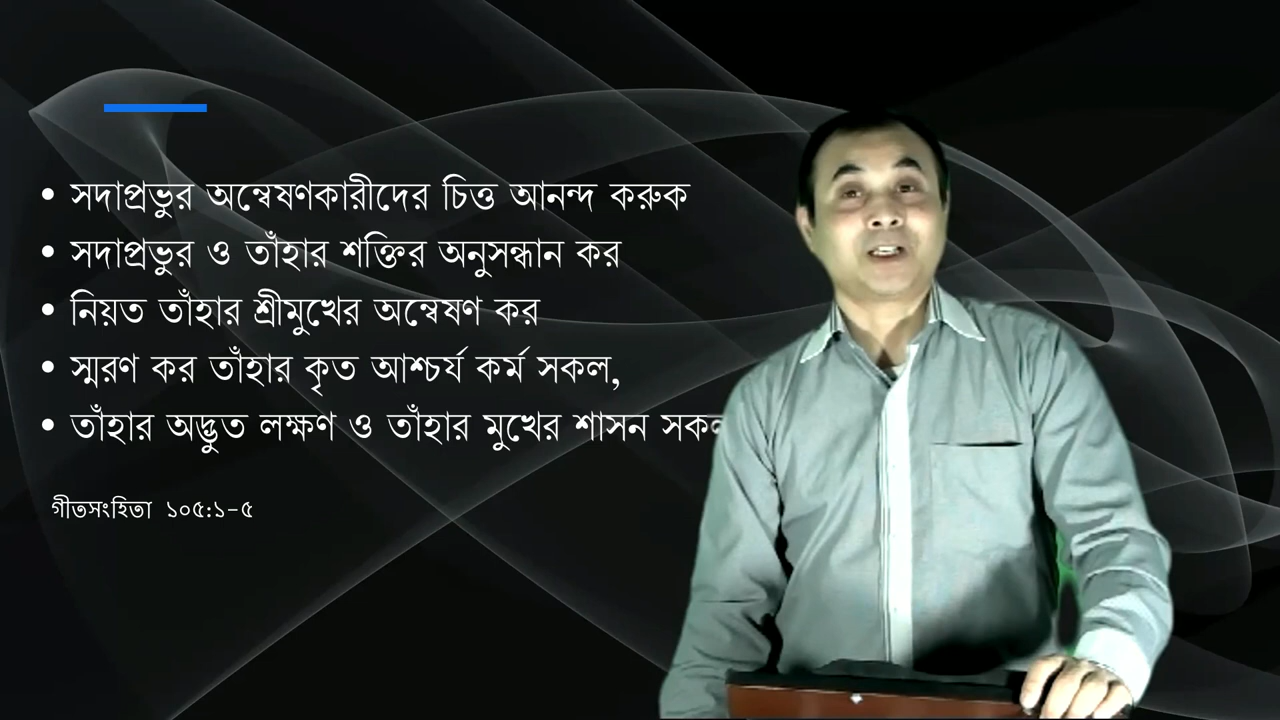 • সদাপ্রভুর অন্বেষণকারীদের চিত্ত আনন্দ করুক
• সদাপ্রভুর ও তাঁহার শক্তির অনুসন্ধান কর
• নিয়ত তাঁহার শ্রীমুখের অন্বেষণ কর
• স্মরণ কর তাঁহার কৃত আশ্চর্য কর্ম সকল,
• তাঁহার অদ্ভুত লক্ষণ ও তাঁহার মুখের শাসন
গীতসংহিতা ১০৫:১-৫